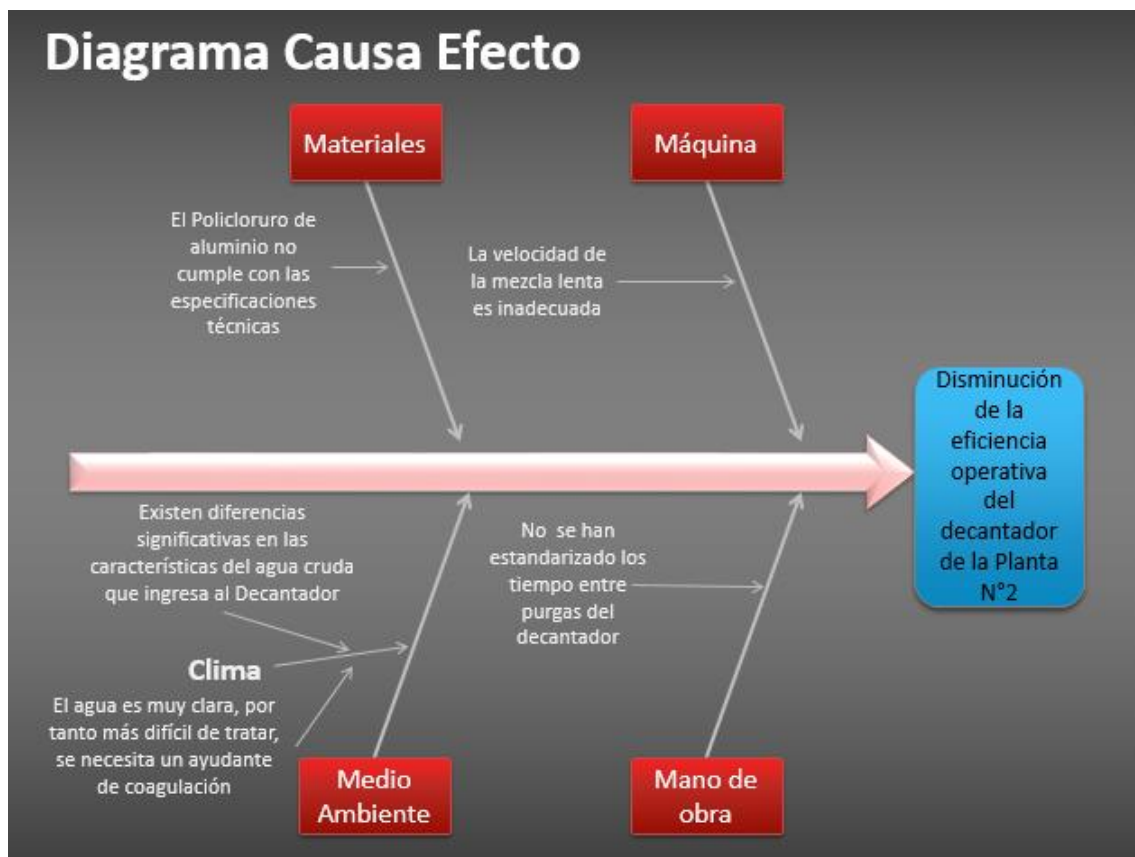 Diagrama Causa Efecto
Materiales
Máquina
El Policloruro de
aluminio no
cumple con las
especificaciones
técnicas
La velocidad de
la mezcla lenta
es inadecuada
Disminución
de la
eficiencia
operativa
del
decantador
de la Planta
N°2
Existen diferencias
significativas en las
características del agua cruda
que ingresa al Decantador
No se han
estandarizado los
tiempo entre
purgas del
decantador
Clima
El agua es muy clara, por
tanto más difícil de tratar,
se necesita un ayudante
de coagulación
Medio
Ambiente
Mano de
obra